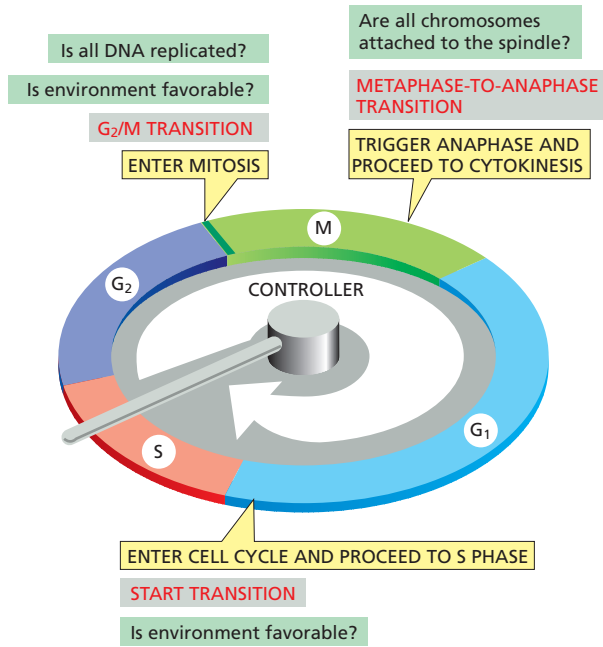 Is all DNA replicated?
Is environment favorable?
G₂/M TRANSITION
ENTER MITOSIS
Are all chromosomes
attached to the spindle?
METAPHASE-TO-ANAPHASE
TRANSITION
TRIGGER ANAPHASE AND
PROCEED TO CYTOKINESIS
M
G₂
CONTROLLER
S
G₁
ENTER CELL CYCLE AND PROCEED TO S PHASE
START TRANSITION
Is environment favorable?